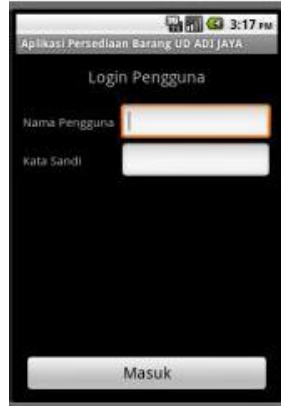 3:17 PM
Aplikasi Persediaan Barang UD ADI JAYA
Login Pengguna
Nama Pengguna
Kata Sandi
Masuk